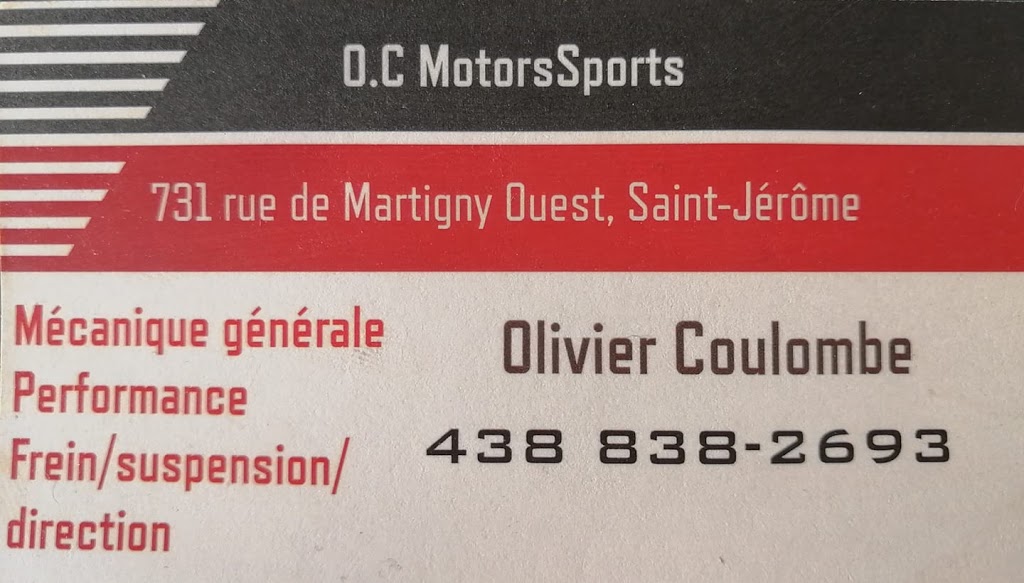 O.C MotorsSports
731 rue de Martigny Ouest, Saint-Jérôme
Mécanique générale
Performance
Frein/suspension/
direction
Olivier Coulombe
438 838-2693